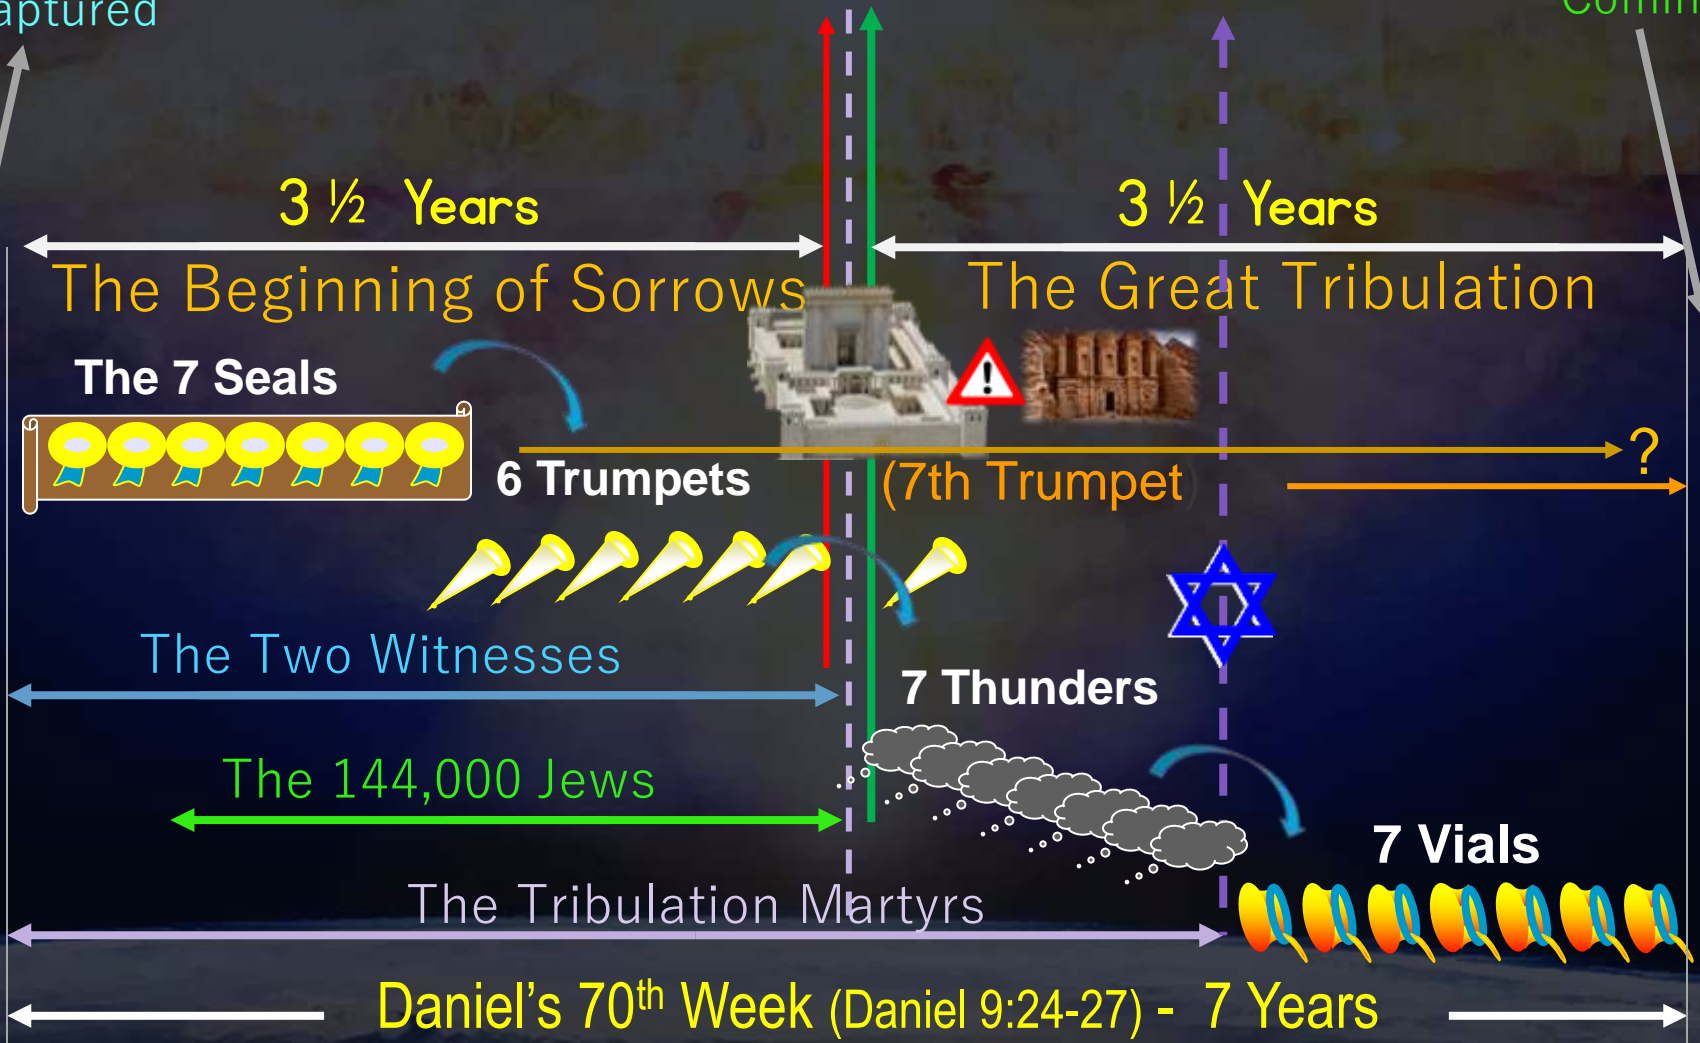 aptured
3 ½ Years
3 ½ Years
The Beginning of Sorrows
The Great Tribulation
The 7 Seals
?
6 Trumpets
(7th Trumpet)
The Two Witnesses
7 Thunders
The 144,000 Jews
7 Vials
The Tribulation Martyrs
Daniel's 70th Week (Daniel 9:24-27) - 7 Years